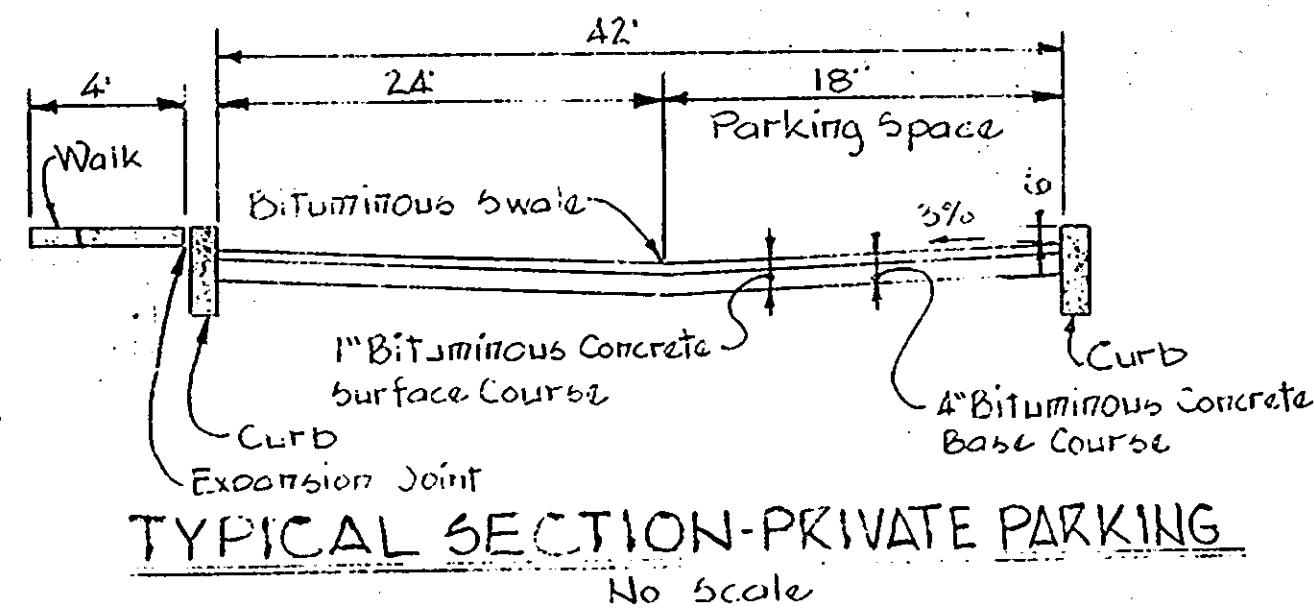 42'
4'
24'
18'
Parking Space
Walk
Bituminous Swale
3%
6"
1" Bituminous Concrete
Surface Course
Curb
4" Bituminous Concrete
Base Course
Curb
Expansion Joint
TYPICAL SECTION-PRIVATE PARKING
No Scale